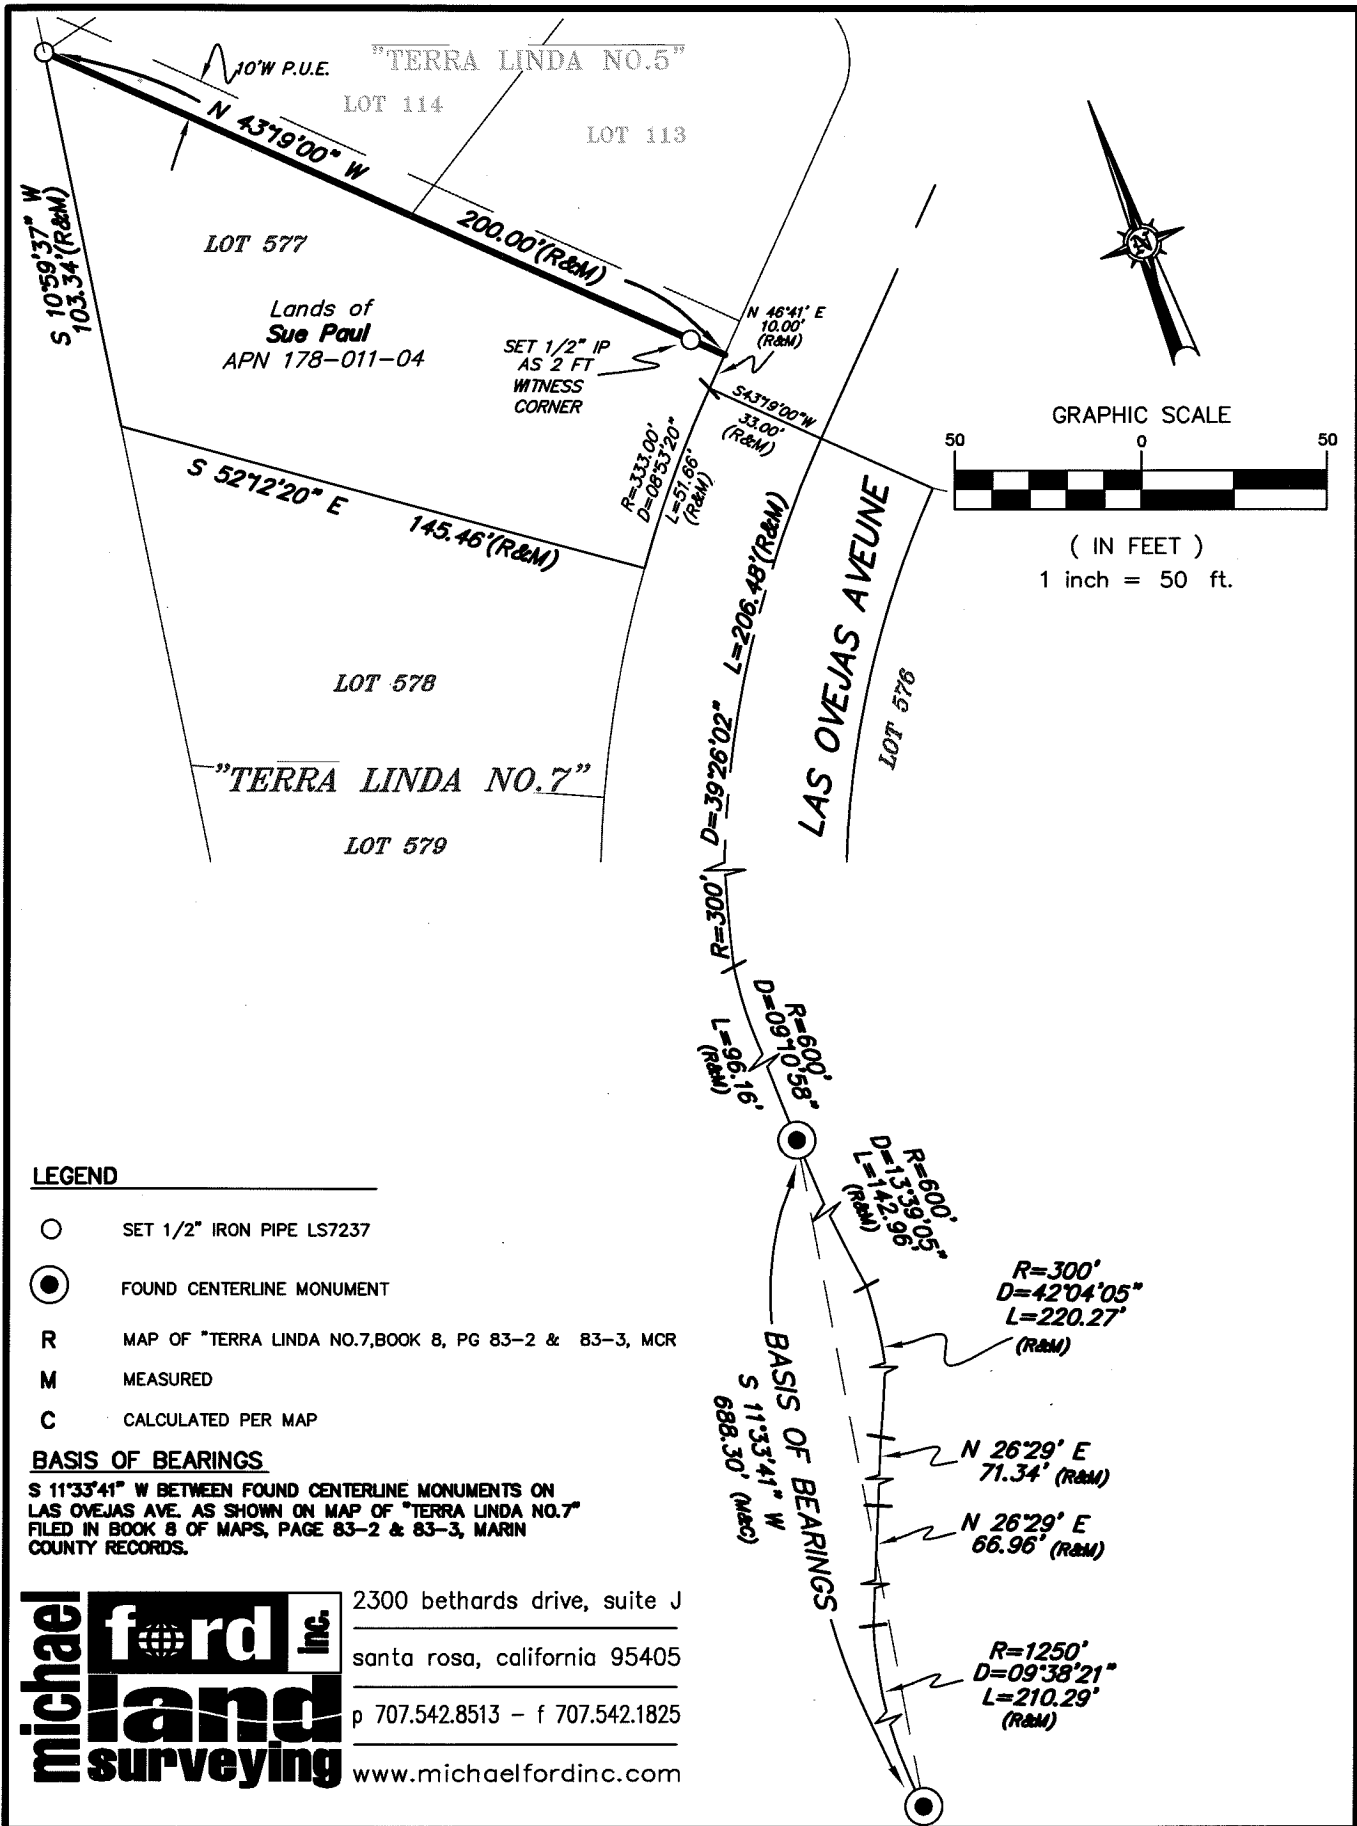 "TERRA LINDA NO.5"
10'W P.U.E.
LOT 114
LOT 113
N 43°19'00" W
200.00'(R&M)
S 10°59'37" W
103.34'(R&M)
LOT 577
Lands of
Sue Paul
APN 178-011-04
SET 1/2" IP
AS 2 FT
WITNESS
CORNER
N 46°41' E
10.00'
(R&M)
S43°19'00"W
33.00'
(R&M)
R=333.00'
D=08°53'20"
L=51.66'
(R&M)
S 52°12'20" E
145.46'(R&M)
GRAPHIC SCALE
50 0 50
( IN FEET )
1 inch = 50 ft.
LAS OVEJAS AVEUNE
LOT 576
LOT 578
"TERRA LINDA NO.7"
LOT 579
R=300' D=39°26'02" L=206.48'(R&M)
R=600'
D=09°10'58"
L=96.16'
(R&M)
R=600'
D=13°39'05"
L=142.96'
(R&M)
R=300'
D=42°04'05"
L=220.27'
(R&M)
BASIS OF BEARINGS
S 11°33'41" W
688.30' (M&C)
N 26°29' E
71.34' (R&M)
N 26°29' E
66.96' (R&M)
R=1250'
D=09°38'21"
L=210.29'
(R&M)
LEGEND
SET 1/2" IRON PIPE LS7237
FOUND CENTERLINE MONUMENT
R MAP OF "TERRA LINDA NO.7,BOOK 8, PG 83-2 & 83-3, MCR
M MEASURED
C CALCULATED PER MAP
BASIS OF BEARINGS
S 11°33'41" W BETWEEN FOUND CENTERLINE MONUMENTS ON
LAS OVEJAS AVE. AS SHOWN ON MAP OF "TERRA LINDA NO.7"
FILED IN BOOK 8 OF MAPS, PAGE 83-2 & 83-3, MARIN
COUNTY RECORDS.
michael
ford inc.
land
surveying
2300 bethards drive, suite J
santa rosa, california 95405
p 707.542.8513 - f 707.542.1825
www.michaelfordinc.com